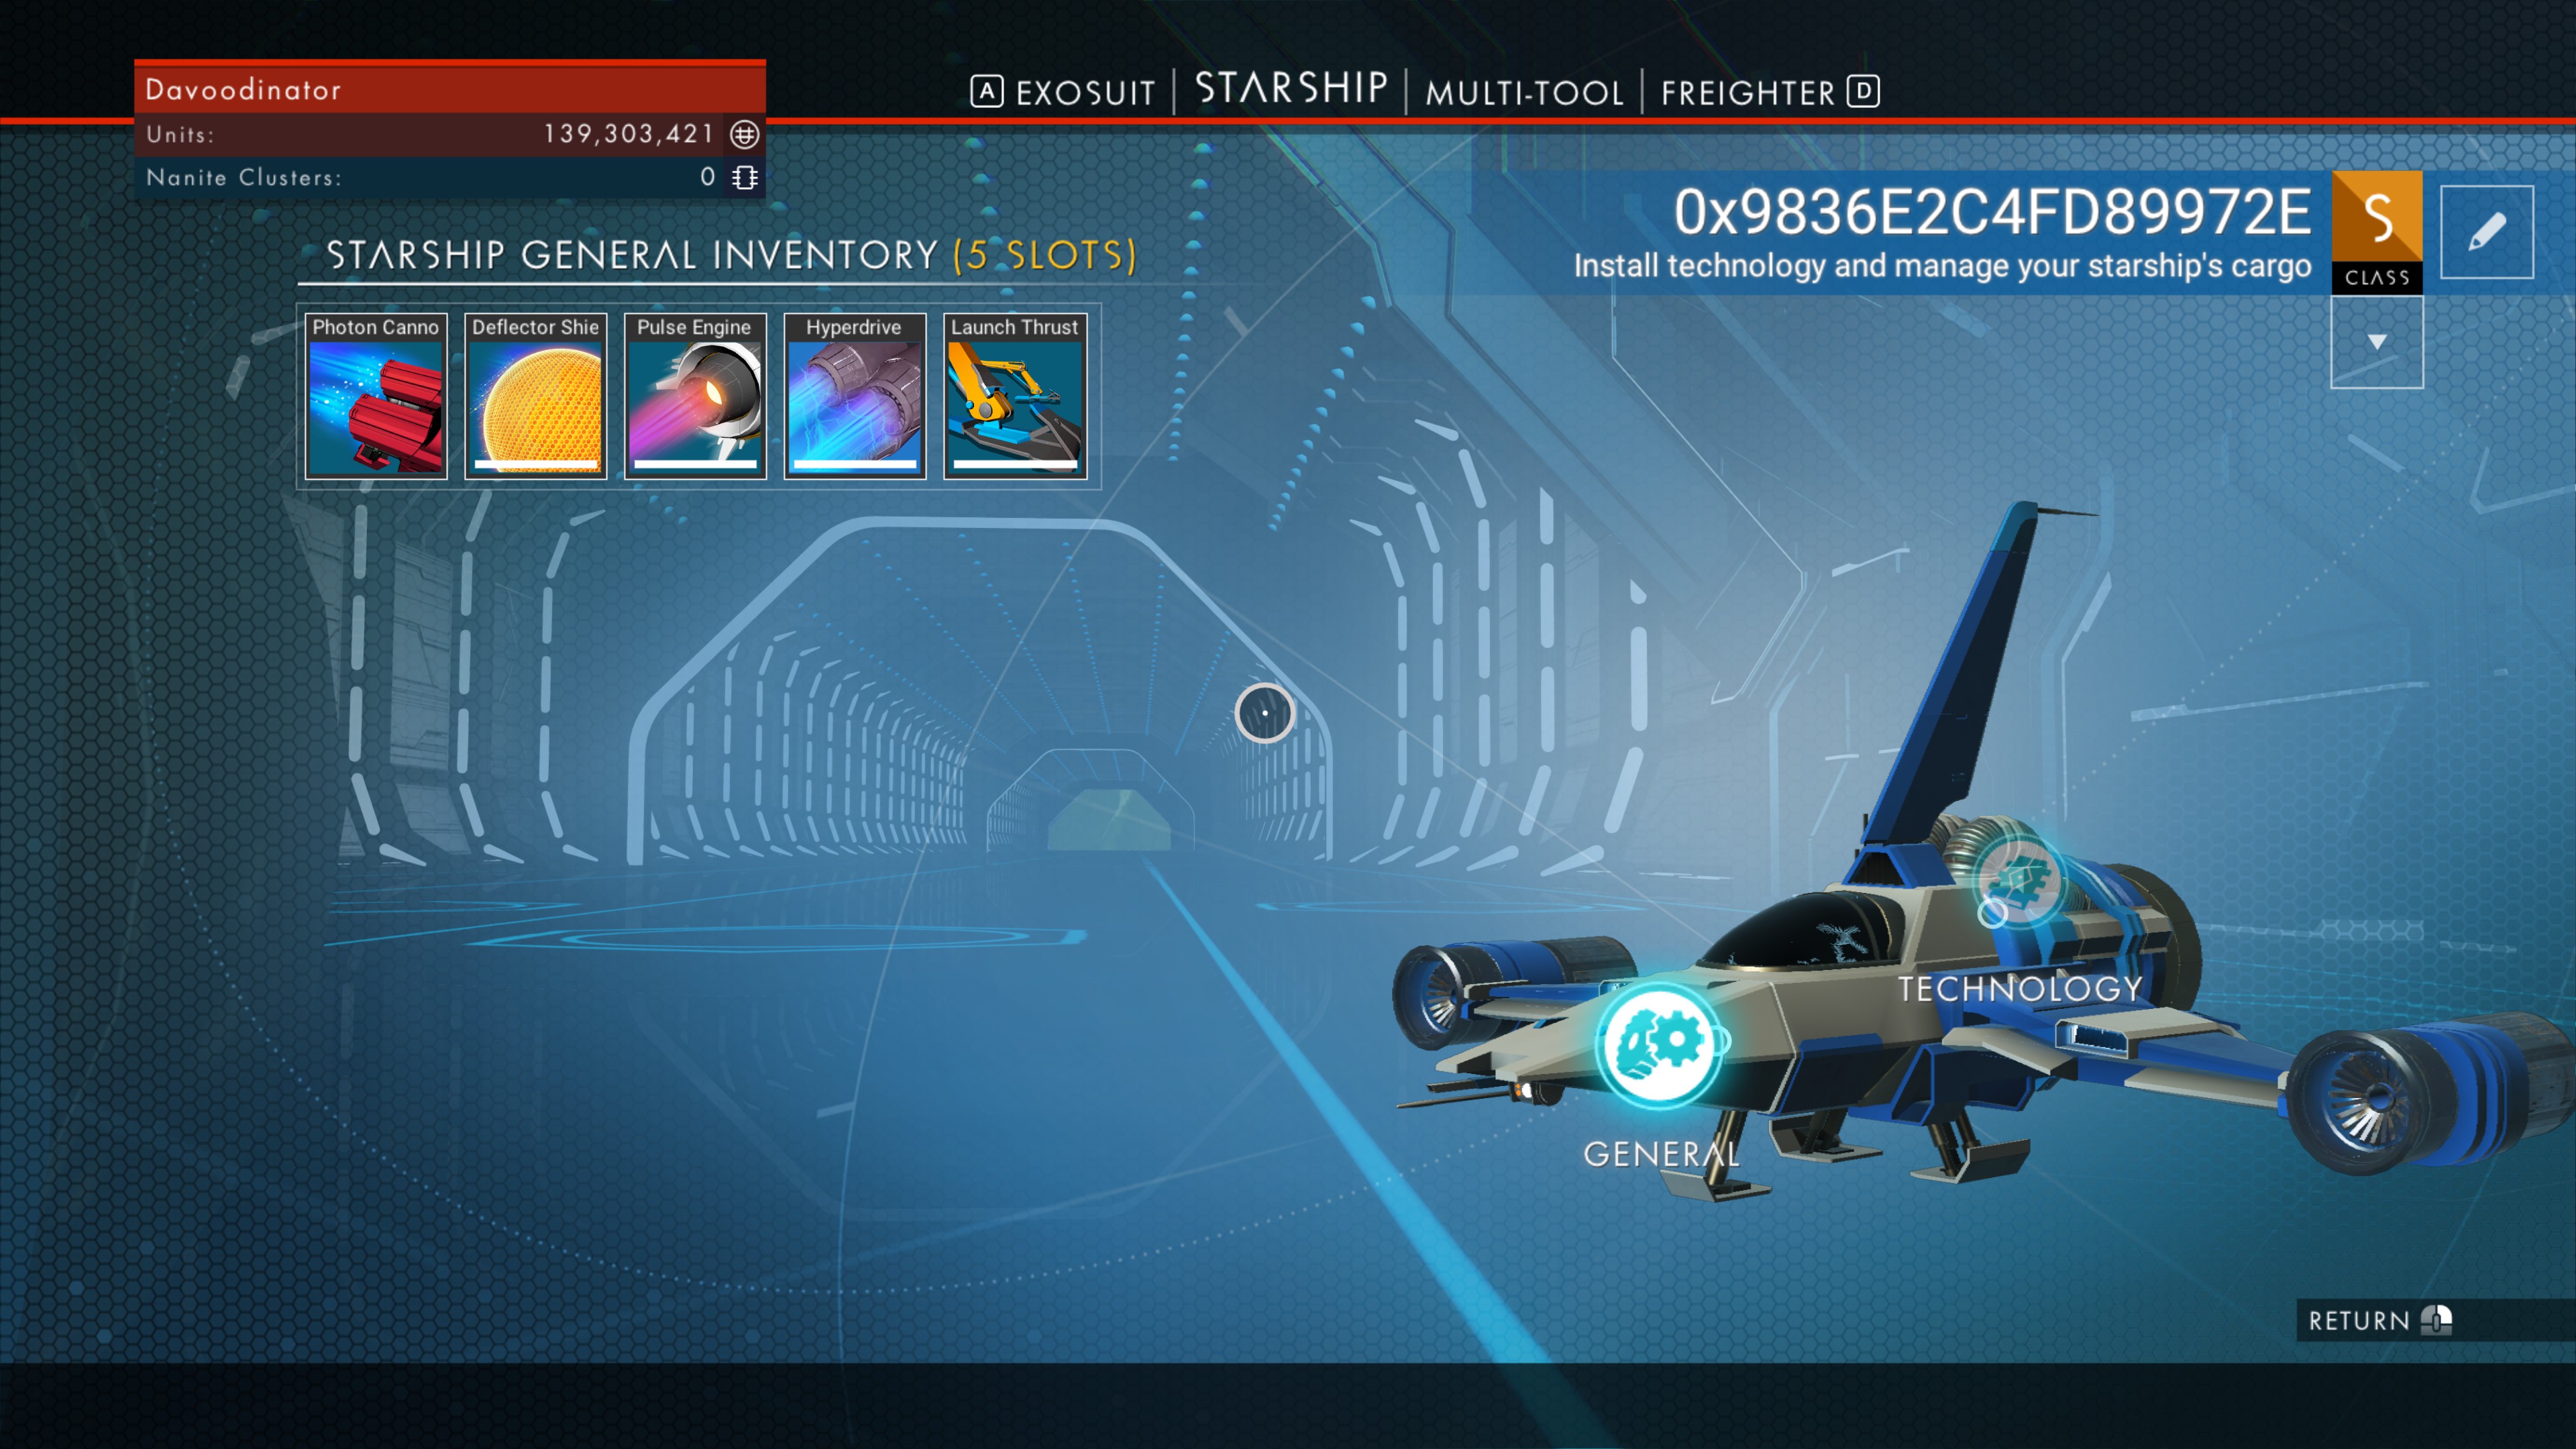 Davoodinator
Units: 139,303,421
Nanite Clusters: 0
A EXOSUIT STARSHIP MULTI-TOOL FREIGHTER D
0x9836E2C4FD89972E
Install technology and manage your starship's cargo
S
CLASS
STARSHIP GENERAL INVENTORY (5 SLOTS)
Photon Canno Deflector Shie Pulse Engine Hyperdrive Launch Thrust
TECHNOLOGY
GENERAL
RETURN